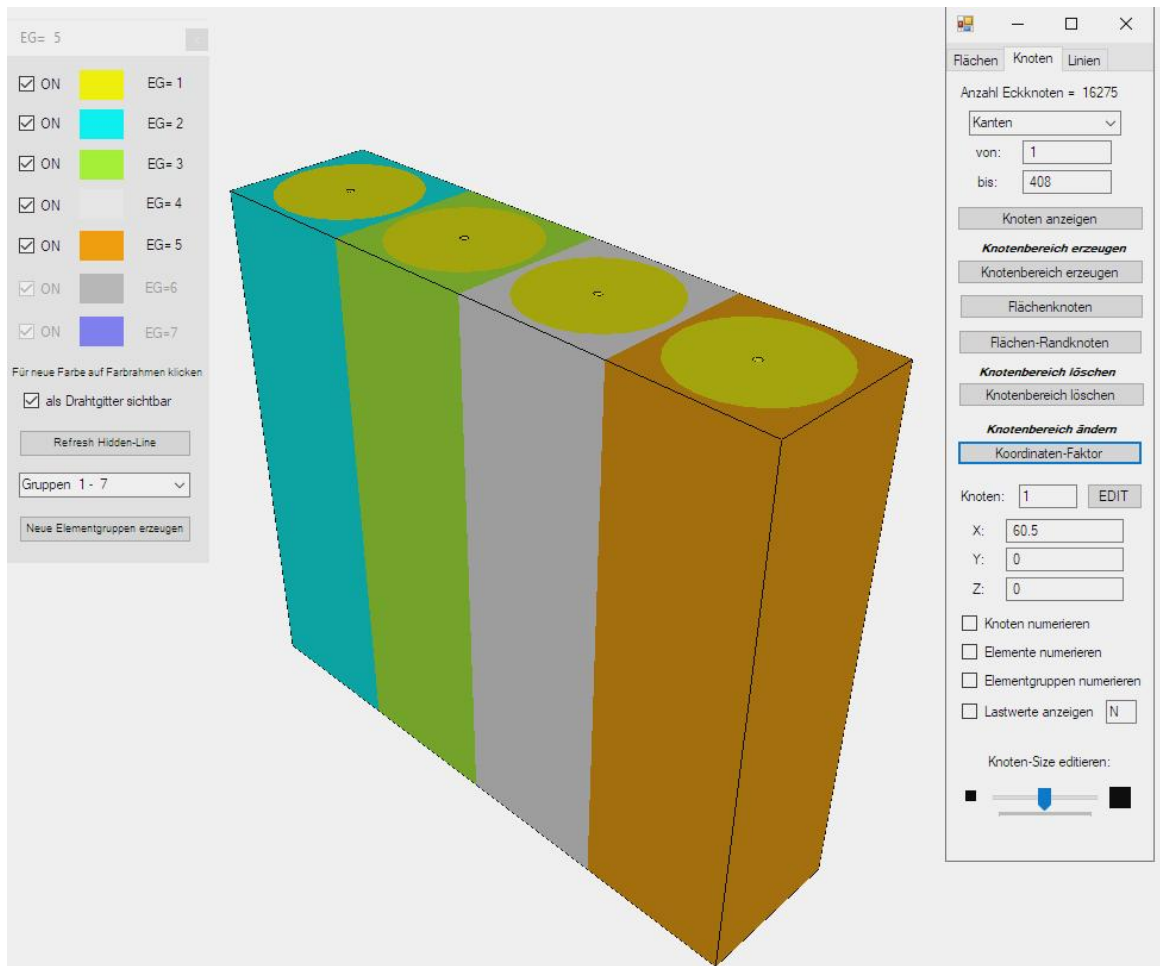 EG= 5
ON EG= 1
ON EG= 2
ON EG= 3
ON EG= 4
ON EG= 5
ON EG=6
ON EG=7
Für neue Farbe auf Farbrahmen klicken
als Drahtgitter sichtbar
Refresh Hidden-Line
Gruppen 1 - 7
Neue Elementgruppen erzeugen
Flächen Knoten Linien
Anzahl Eckknoten = 16275
Kanten
von: 1
bis: 408
Knoten anzeigen
Knotenbereich erzeugen
Knotenbereich erzeugen
Flächenknoten
Flächen-Randknoten
Knotenbereich löschen
Knotenbereich löschen
Knotenbereich ändern
Koordinaten-Faktor
Knoten: 1 EDIT
X: 60.5
Y: 0
Z: 0
Knoten numerieren
Elemente numerieren
Elementgruppen numerieren
Lastwerte anzeigen N
Knoten-Size editieren: